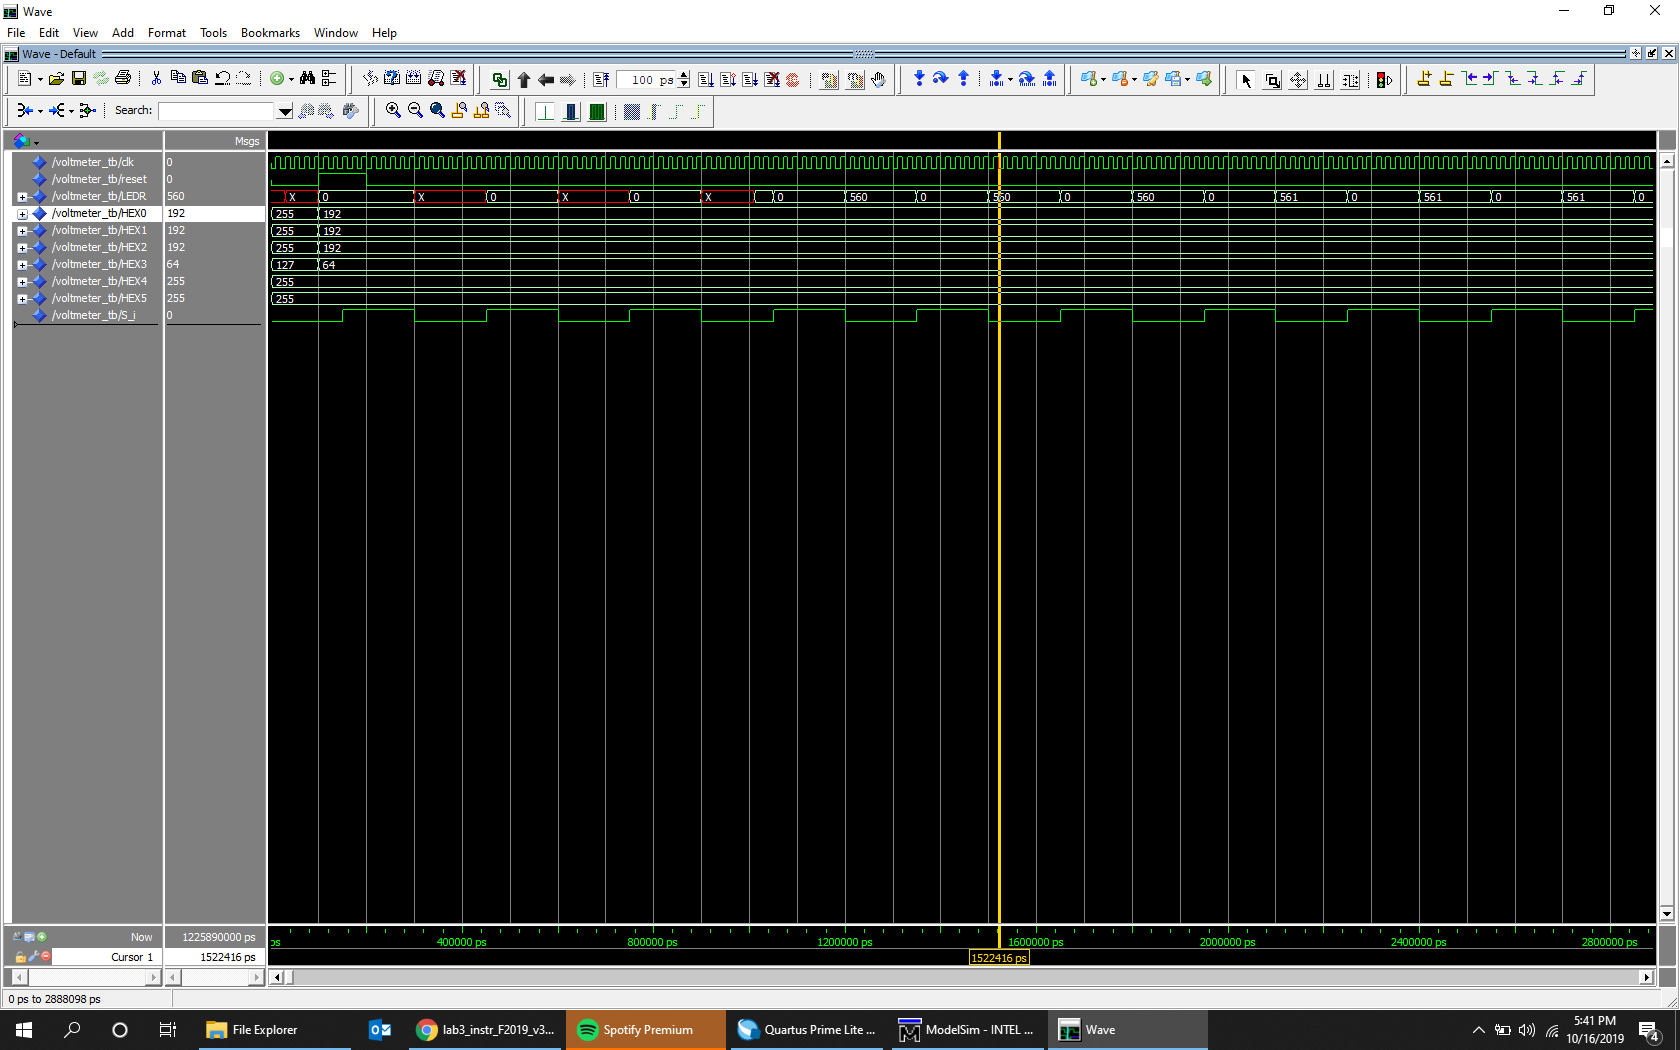 Wave
File Edit View Add Format Tools Bookmarks Window Help
Wave - Default
100 ps
Search:
Msgs
/voltmeter_tb/clk 0
/voltmeter_tb/reset 0
/voltmeter_tb/LEDR 560 X 0 X 0 X 0 X 0 560 0 560 0 560 0 561 0 561 0 561 0
/voltmeter_tb/HEX0 192 255 192
/voltmeter_tb/HEX1 192 255 192
/voltmeter_tb/HEX2 192 255 192
/voltmeter_tb/HEX3 64 127 64
/voltmeter_tb/HEX4 255 255
/voltmeter_tb/HEX5 255 255
/voltmeter_tb/S_i 0
Now 1225890000 ps ps 400000 ps 800000 ps 1200000 ps 1600000 ps 2000000 ps 2400000 ps 2800000 ps
Cursor 1 1522416 ps 1522416 ps
0 ps to 2888098 ps
File Explorer lab3_instr_F2019_v3... Spotify Premium Quartus Prime Lite ... ModelSim - INTEL ... Wave
5:41 PM
10/16/2019
4